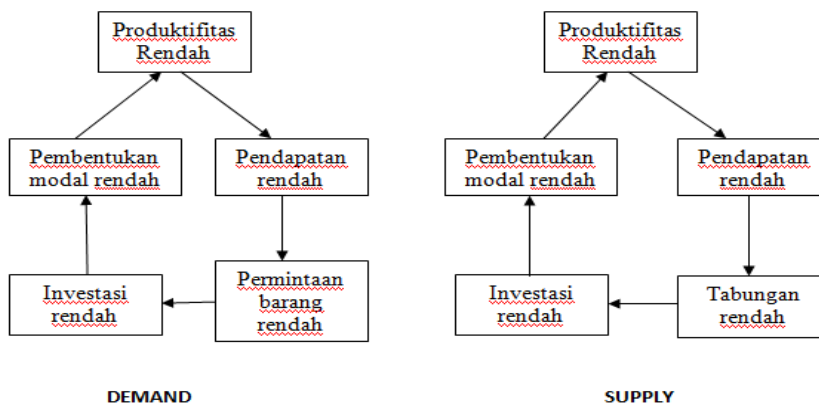 Produktifitas
Rendah
Pembentukan
modal rendah
Pendapatan
rendah
Investasi
rendah
Permintaan
barang
rendah
DEMAND
Produktifitas
Rendah
Pembentukan
modal rendah
Pendapatan
rendah
Investasi
rendah
Tabungan
rendah
SUPPLY